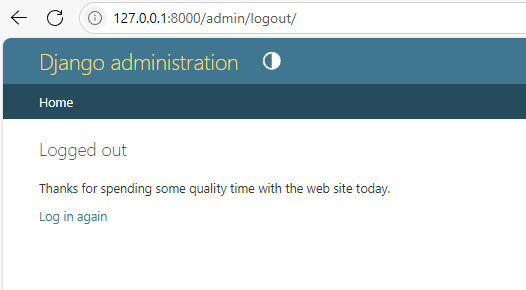 127.0.0.1:8000/admin/logout/
Django administration
Home
Logged out
Thanks for spending some quality time with the web site today.
Log in again